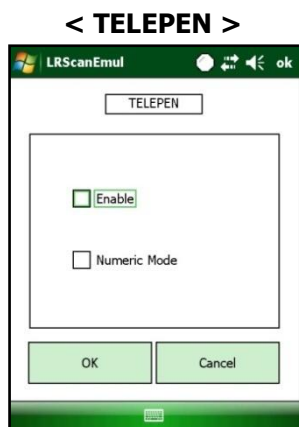 < TELEPEN >
LRScanEmul ok
TELEPEN
Enable
Numeric Mode
OK Cancel